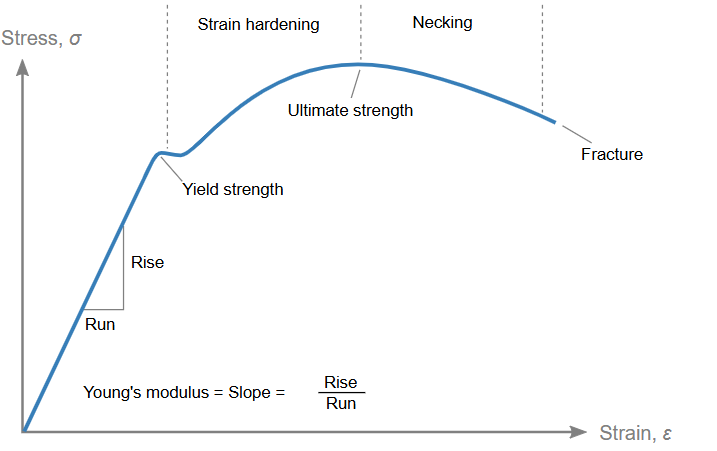 Strain hardening
Necking
Stress, σ
Ultimate strength
Fracture
Yield strength
Rise
Run
Young's modulus = Slope =
Rise
Run
Strain, ε